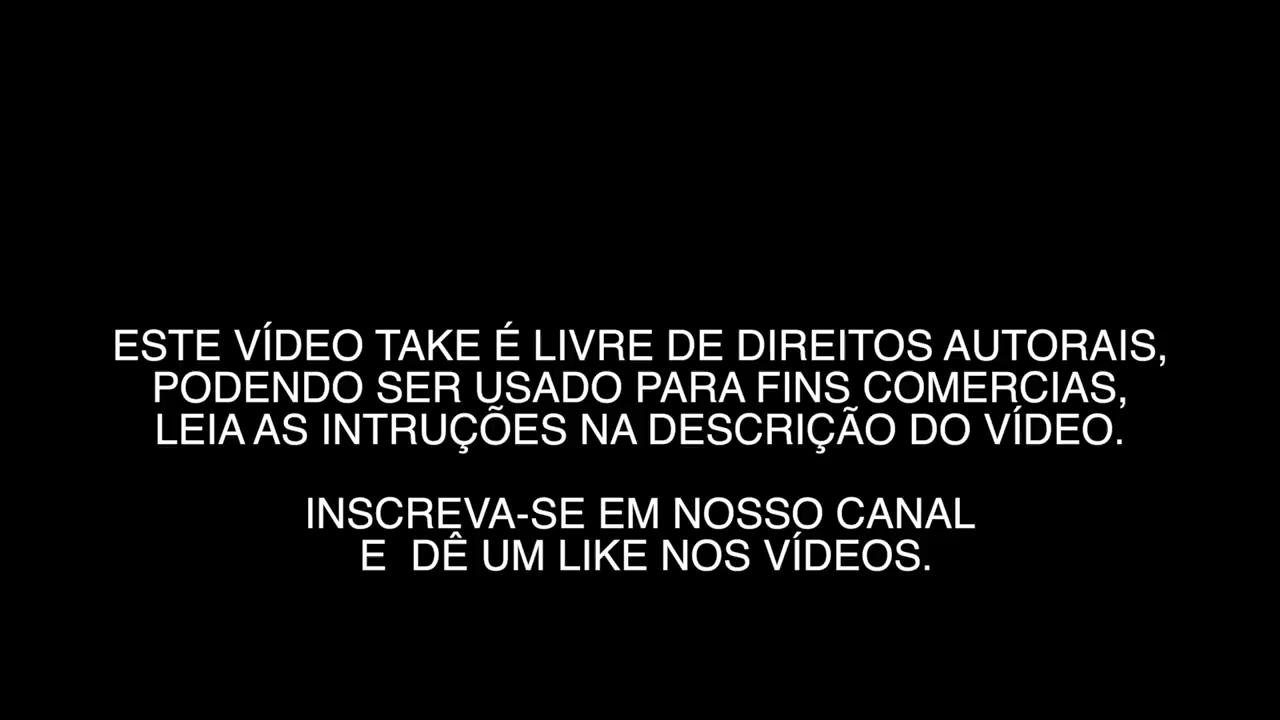 ESTE VÍDEO TAKE É LIVRE DE DIREITOS AUTORAIS,
PODENDO SER USADO PARA FINS COMERCIAS,
LEIA AS INTRUÇÕES NA DESCRIÇÃO DO VÍDEO.
INSCREVA-SE EM NOSSO CANAL
E  DÊ UM LIKE NOS VÍDEOS.